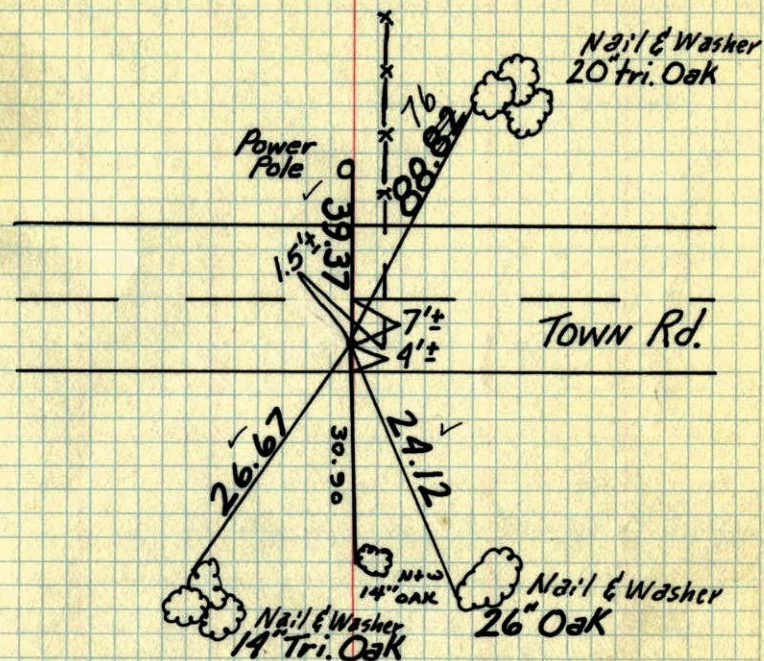 Nail & Washer
20" tri. Oak
76
88.82
Power
Pole
39.37
1.5'±
7'±
4'±
TOWN Rd.
26.67
30.90
24.12
N+W
14" OAK
Nail & Washer
26" Oak
Nail & Washer
14" Tri. Oak